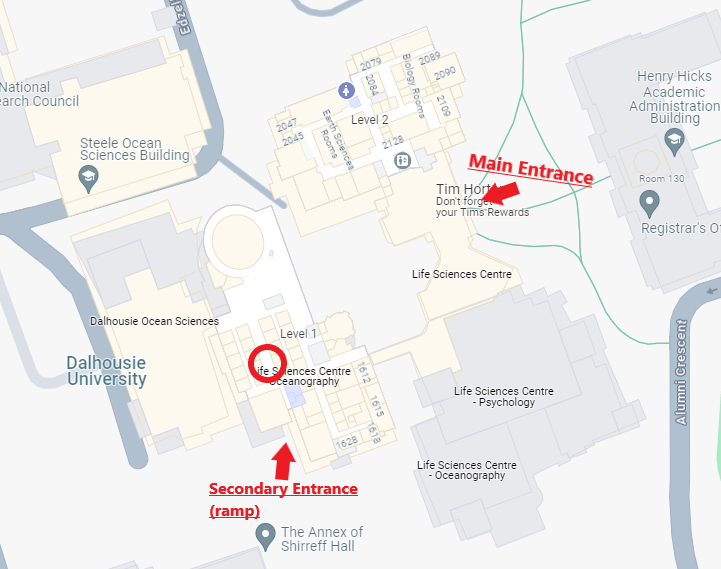 Edzell
National
earch Council
Steele Ocean
Sciences Building
2079
2084
Biology Rooms
2089
2090
2109
Level 2
2047
2045
Earth Sciences
Rooms
2128
Henry Hicks
Academic
Administration
Building
Room 130
Registrar's Of
Main Entrance
Tim Horto
Don't forget
your Tims Rewards
Life Sciences Centre
Dalhousie Ocean Sciences
Level 1
Dalhousie
University
Life Sciences Centre
Oceanography
1612
1615
1618
1628
Life Sciences Centre
- Psychology
Life Sciences Centre
- Oceanography
Alumni Crescent
Secondary Entrance
(ramp)
The Annex of
Shirreff Hall